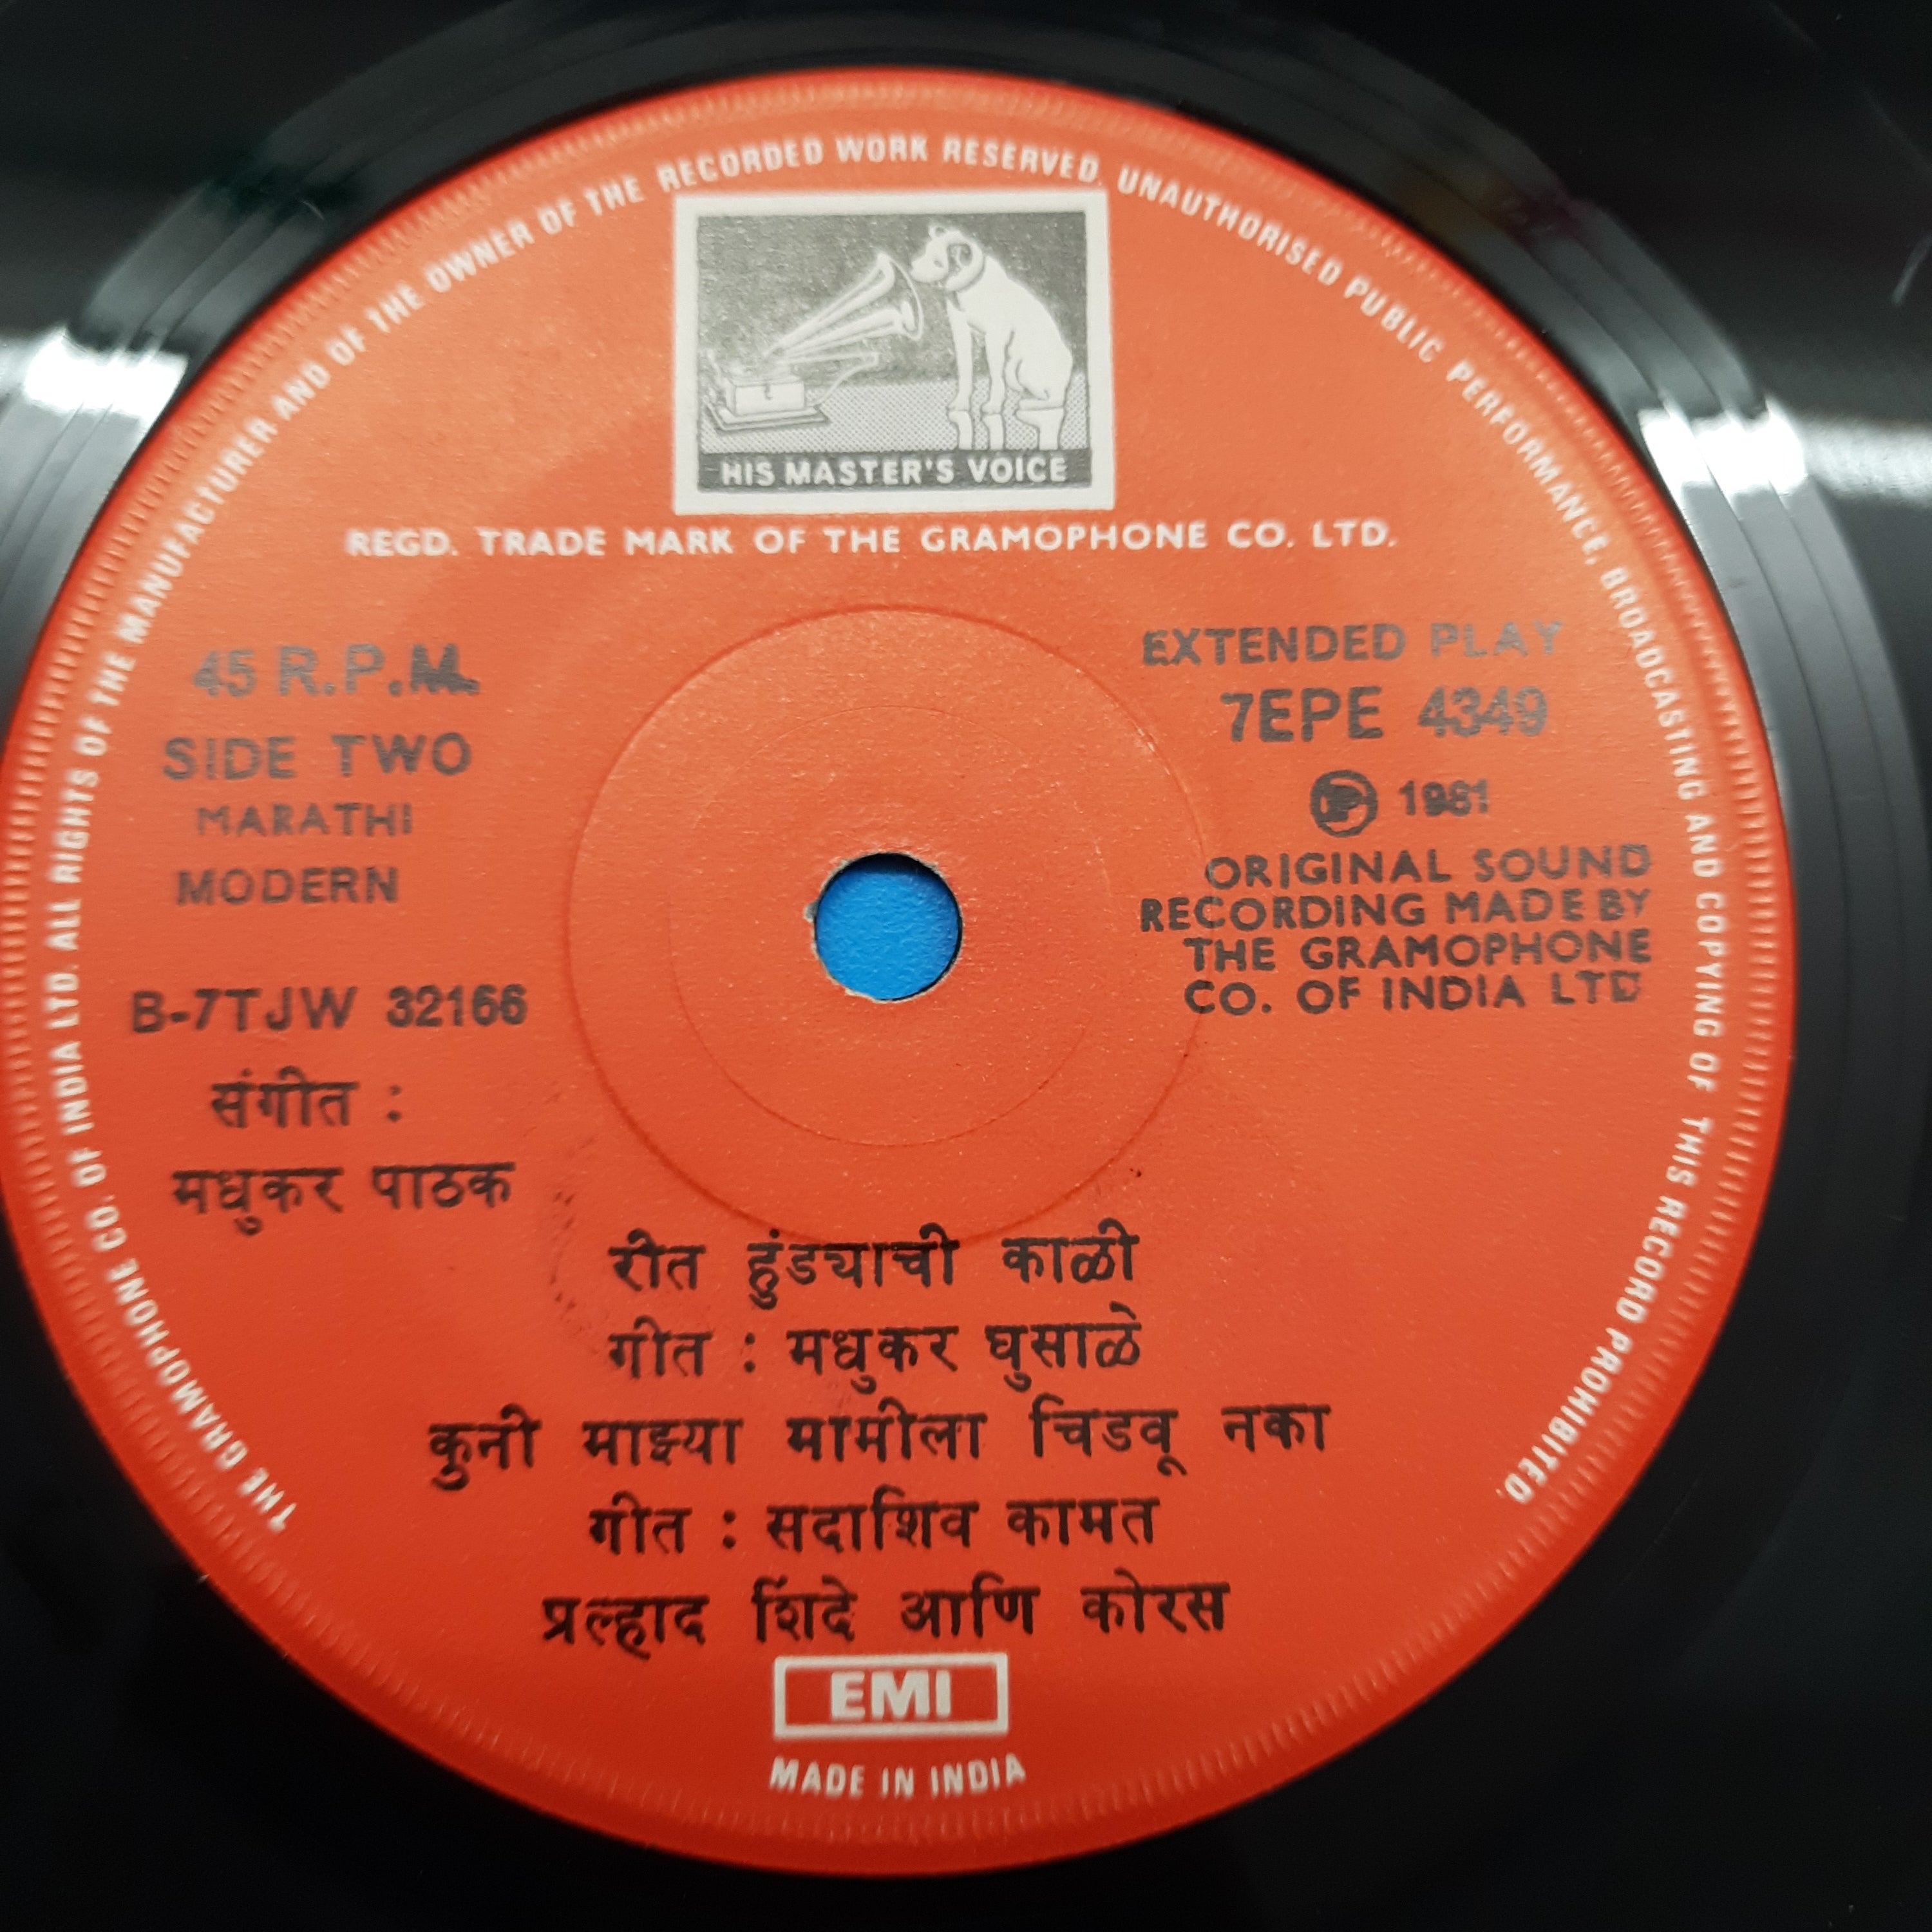 THE GRAMOPHONE CO. OF INDIA LTD. ALL RIGHTS OF THE MANUFACTURER AND OF THE OWNER OF THE RECORDED WORK RESERVED. UNAUTHORISED PUBLIC PERFORMANCE, BROADCASTING AND COPYING OF THIS RECORD PROHIBITED.
HIS MASTER'S VOICE
REGD. TRADE MARK OF THE GRAMOPHONE CO. LTD.
45 R.P.M.
SIDE TWO
MARATHI
MODERN
B-7TJW 32166
संगीत :
मधुकर पाठक
EXTENDED PLAY
7EPE 4349
Ⓟ 1981
ORIGINAL SOUND
RECORDING MADE BY
THE GRAMOPHONE
CO. OF INDIA LTD
रीत हुंड्याची काळी
गीत : मधुकर घुसाळे
कुनी माझ्या मामीला चिडवू नका
गीत : सदाशिव कामत
प्रल्हाद शिंदे आणि कोरस
EMI
MADE IN INDIA